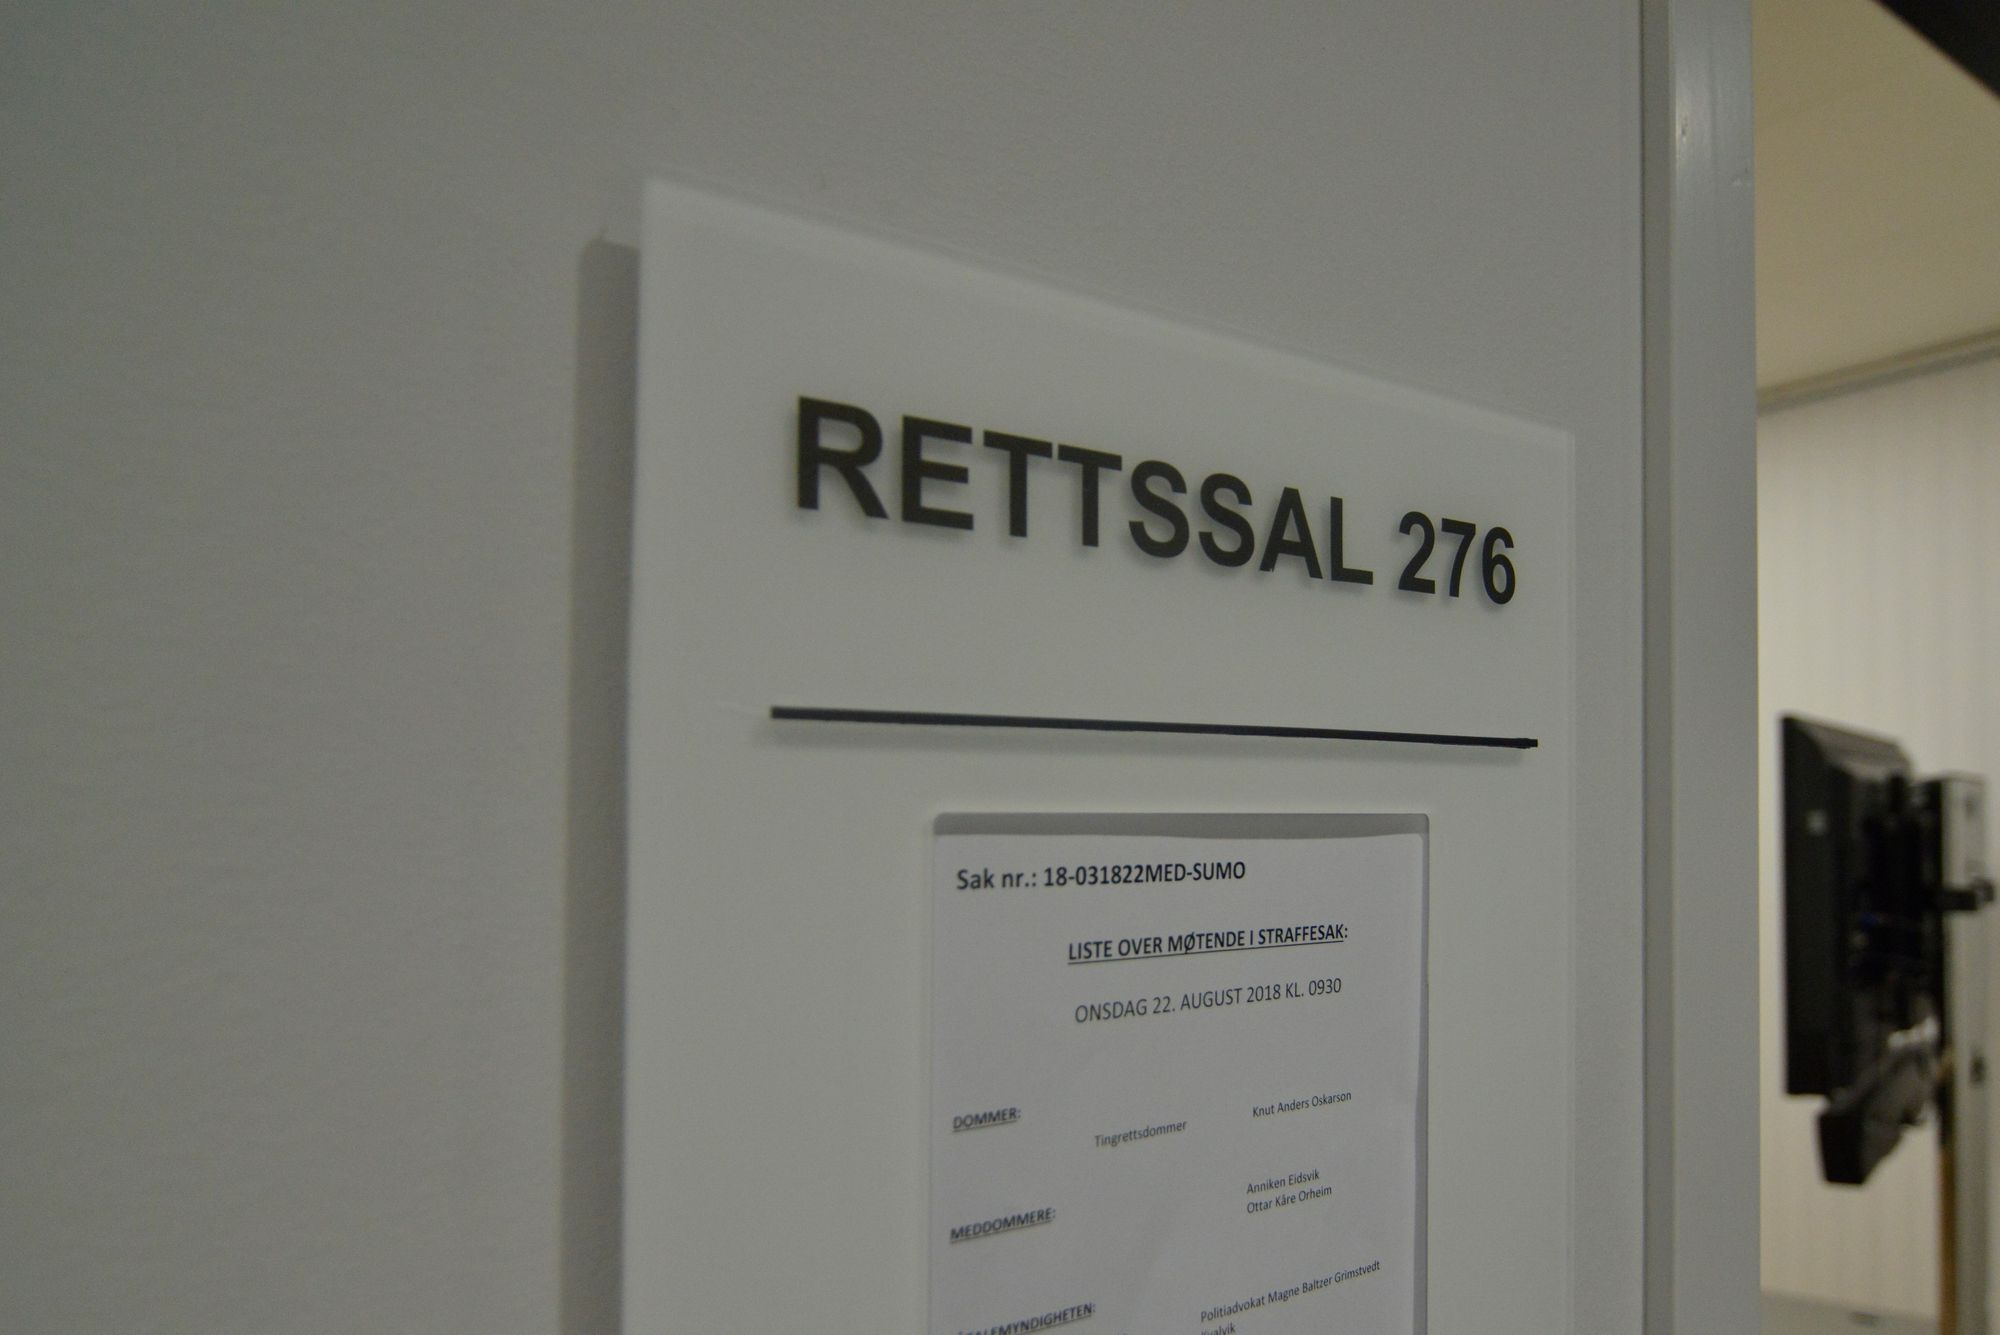 RETTSSAL 276
Sak nr.: 18-031822MED-SUMO
LISTE OVER MØTENDE I STRAFFESAK:
ONSDAG 22. AUGUST 2018 KL. 0930
DOMMER:
Tingrettsdommer
Knut Anders Oskarson
MEDDOMMERE:
Anniken Eidsvik
Ottar Kåre Orheim
Politiadvokat Magne Baltzer Grimstvedt